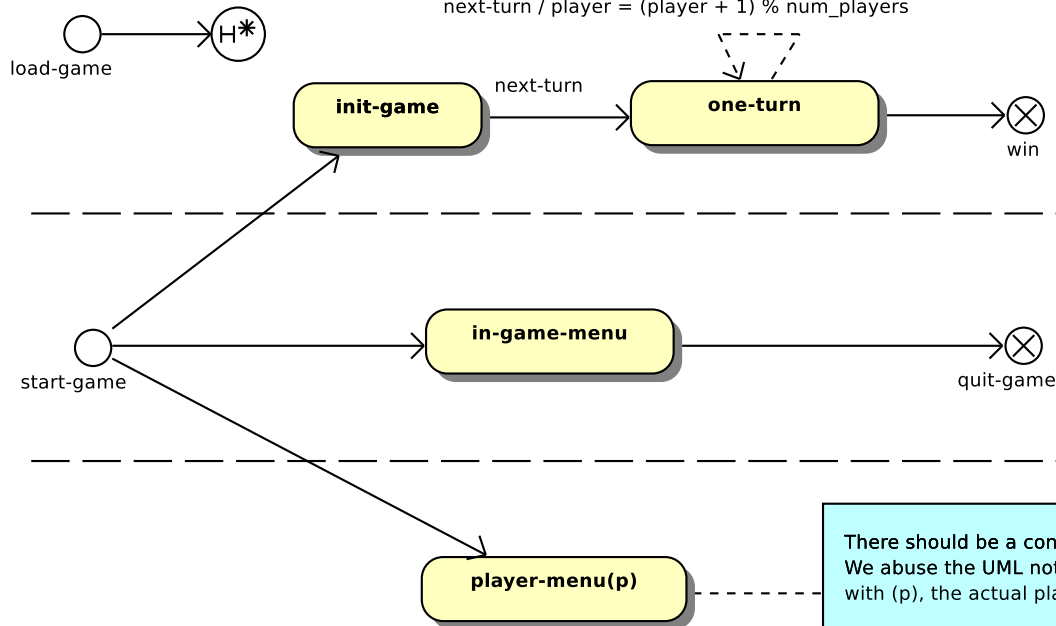 next-turn / player = (player + 1) % num_players
H*
load-game
next-turn
init-game
one-turn
win
in-game-menu
start-game
quit-game
There should be a con
We abuse the UML not
player-menu(p)
with (p), the actual pla